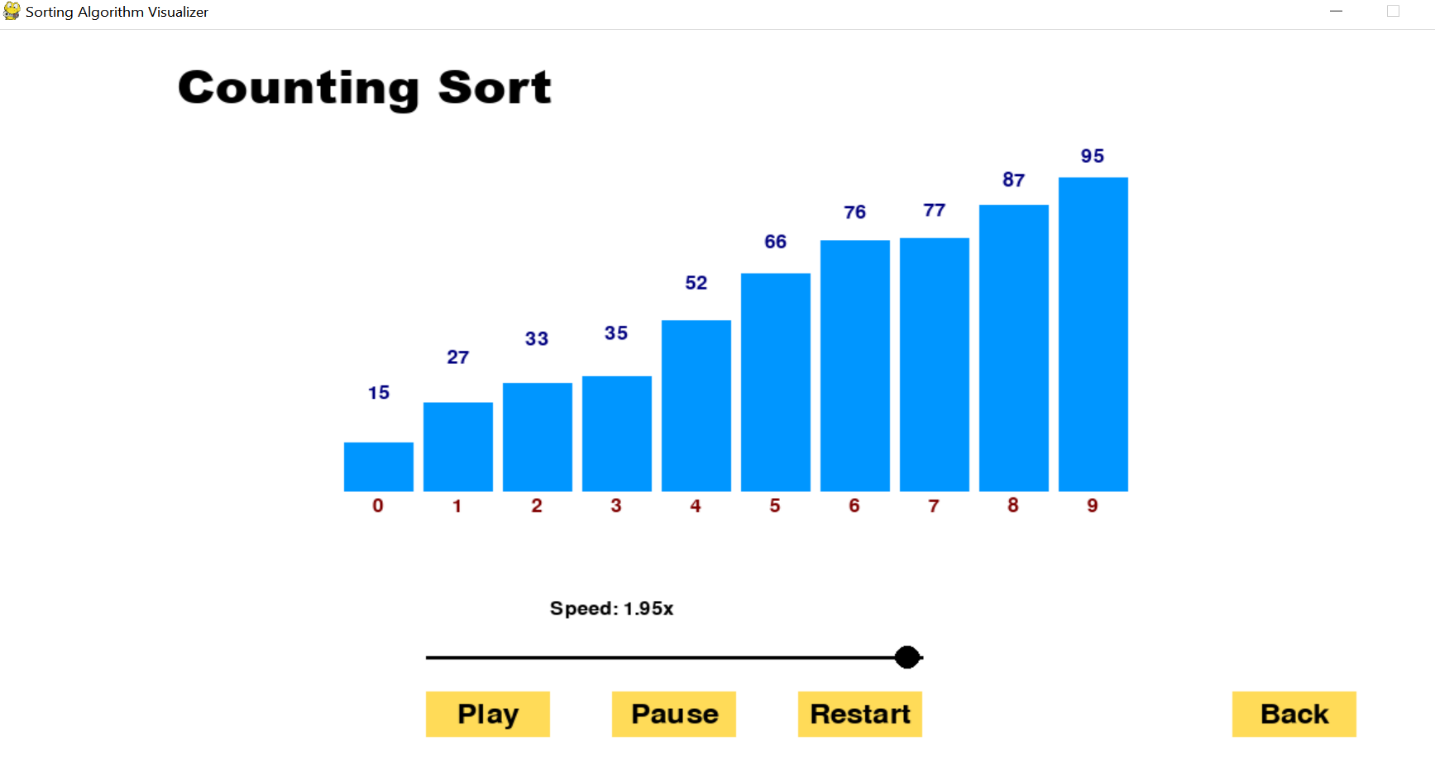 Sorting Algorithm Visualizer
Counting Sort
95
87
76 77
66
52
33 35
27
15
0 1 2 3 4 5 6 7 8 9
Speed: 1.95x
Play Pause Restart Back